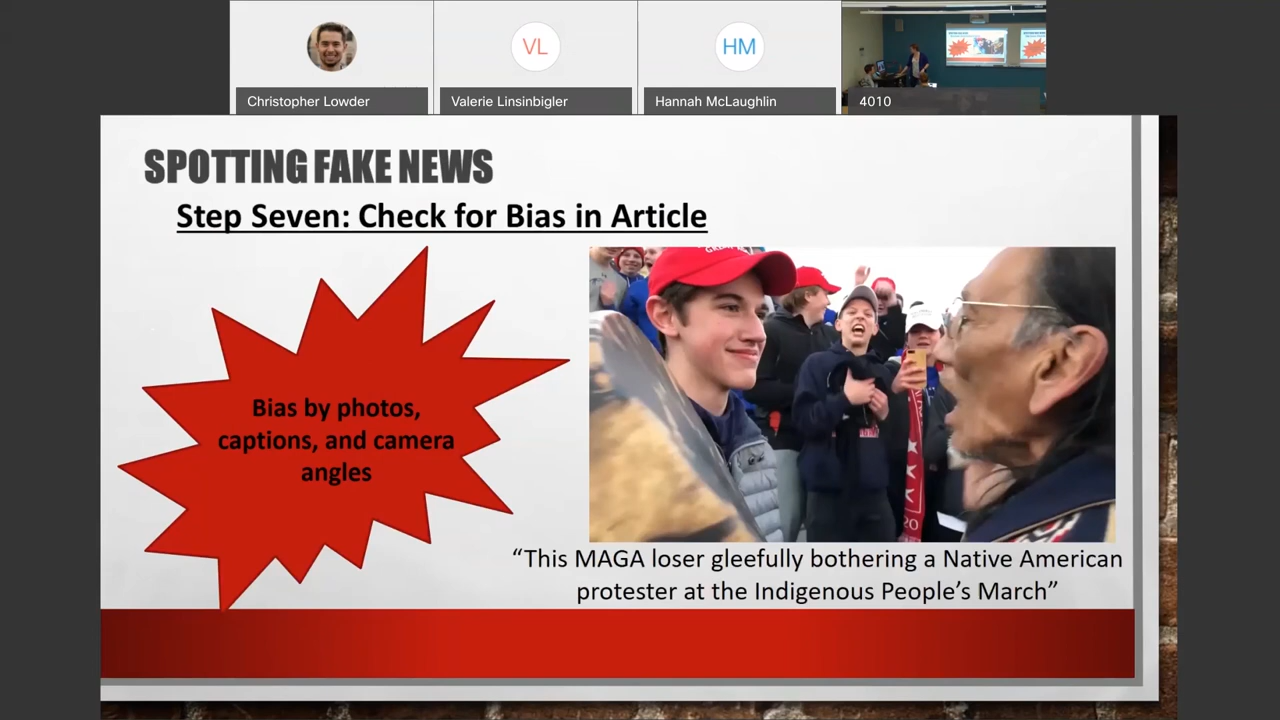 VL
HM
Christopher Lowder
Valerie Linsinbigler
Hannah McLaughlin
4010
SPOTTING FAKE NEWS
Step Seven: Check for Bias in Article
Bias by photos,
captions, and camera
angles
20
“This MAGA loser gleefully bothering a Native American
protester at the Indigenous People’s March”